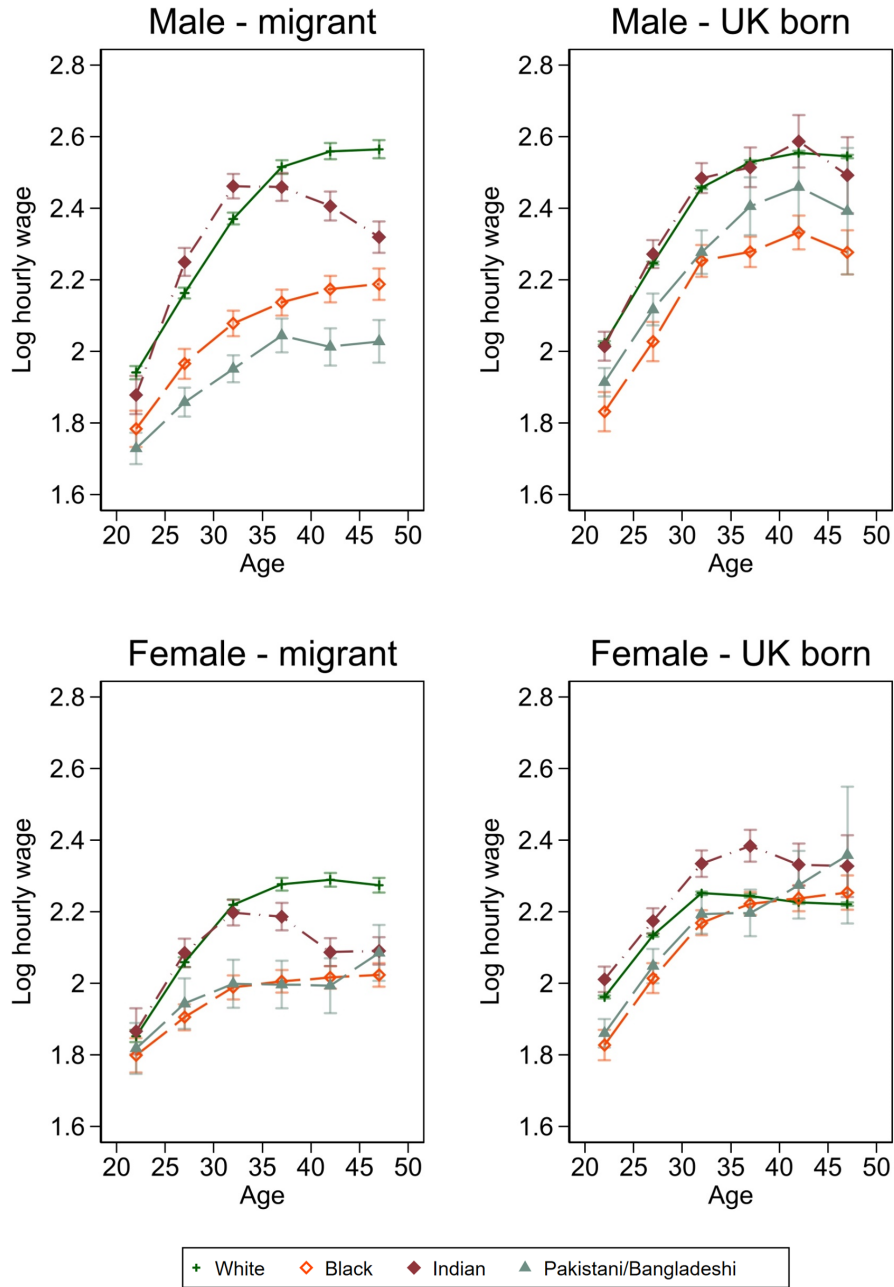 Male - migrant
Log hourly wage
2.8
2.6
2.4
2.2
2
1.8
1.6
20 25 30 35 40 45 50
Age
Male - UK born
Log hourly wage
2.8
2.6
2.4
2.2
2
1.8
1.6
20 25 30 35 40 45 50
Age
Female - migrant
Log hourly wage
2.8
2.6
2.4
2.2
2
1.8
1.6
20 25 30 35 40 45 50
Age
Female - UK born
Log hourly wage
2.8
2.6
2.4
2.2
2
1.8
1.6
20 25 30 35 40 45 50
Age
White Black Indian Pakistani/Bangladeshi